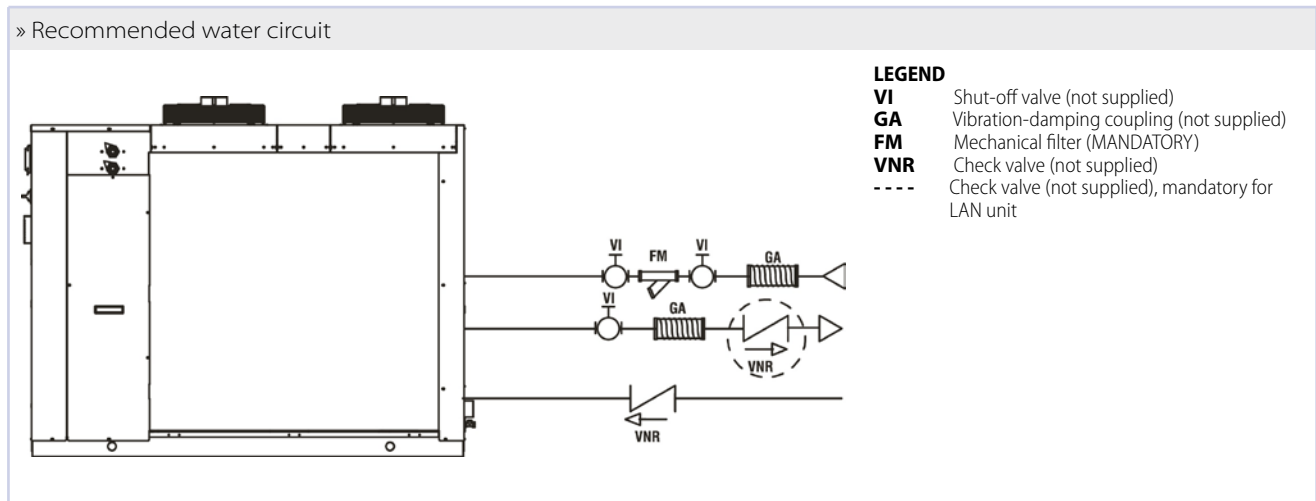 » Recommended water circuit
LEGEND
VI Shut-off valve (not supplied)
GA Vibration-damping coupling (not supplied)
FM Mechanical filter (MANDATORY)
VNR Check valve (not supplied)
---- Check valve (not supplied), mandatory for
LAN unit
VI FM VI GA
VI GA
VNR
VNR